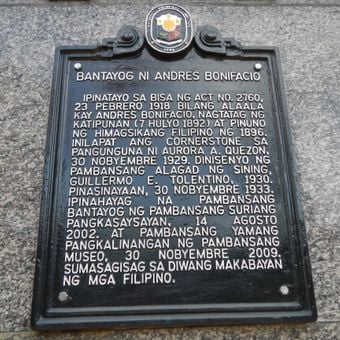 BANTAYOG NI ANDRES BONIFACIO
IPINATAYO SA BISA NG ACT NO. 2760,
23 PEBRERO 1918 BILANG ALAALA
KAY ANDRES BONIFACIO, NAGTATAG NG
KATIPUNAN (7 HULYO 1892) AT PINUNO
NG HIMAGSIKANG FILIPINO NG 1896.
INILAPAT ANG CORNERSTONE SA
PANGUNGUNA NI AURORA A. QUEZON,
30 NOBYEMBRE 1929. DINISENYO NG
PAMBANSANG ALAGAD NG SINING,
GUILLERMO E. TOLENTINO, 1930.
PINASINAYAAN, 30 NOBYEMBRE 1933.
IPINAHAYAG NA PAMBANSANG
BANTAYOG NG PAMBANSANG SURIANG
PANGKASAYSAYAN, 14 AGOSTO
2002. AT PAMBANSANG YAMANG
PANGKALINANGAN NG PAMBANSANG
MUSEO, 30 NOBYEMBRE 2009.
SUMASAGISAG SA DIWANG MAKABAYAN
NG MGA FILIPINO.